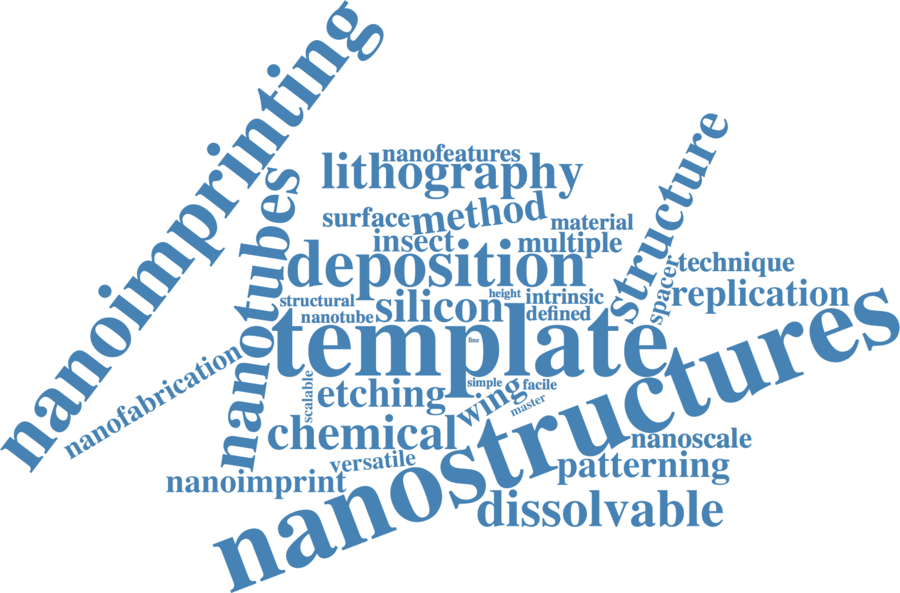 nanoimprinting
nanofeatures
lithography
nanotubes
structure
surface
method
material
insect
multiple
deposition
technique
spacer
replication
structural
silicon
height
intrinsic
nanotube
defined
template
fine
nanostructures
nanofabrication
scalable
etching
simple
facile
wing
master
chemical
nanoscale
versatile
patterning
nanoimprint
dissolvable